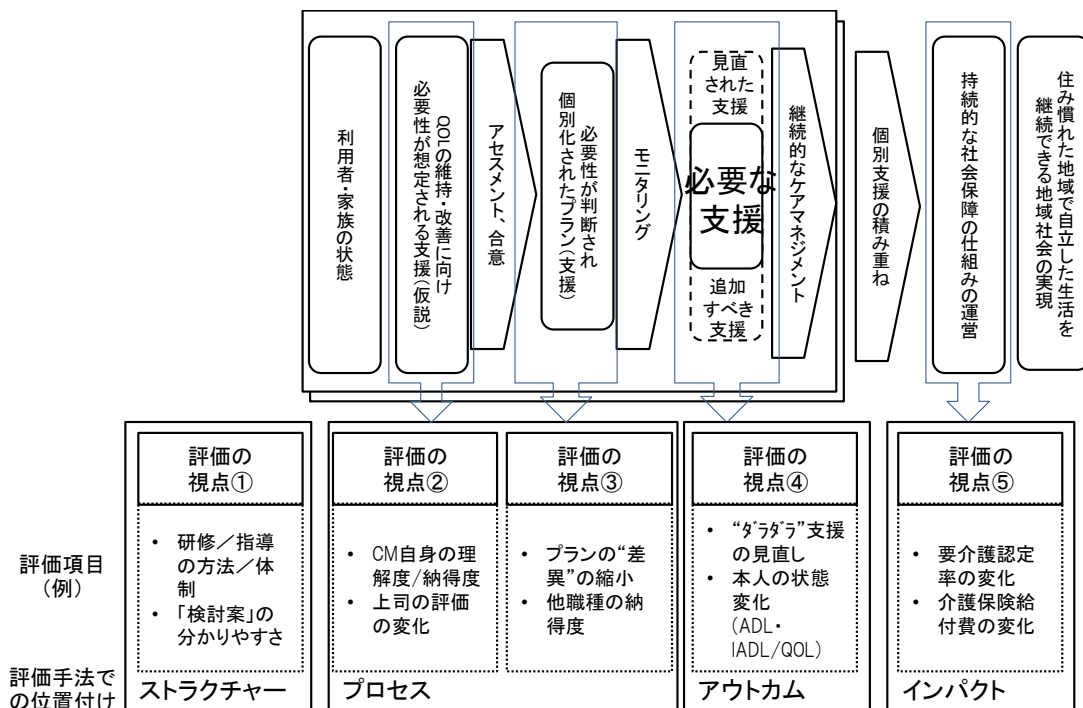 利用者・家族の状態
QOLの維持・改善に向け
必要性が想定される支援(仮説)
アセスメント、合意
必要性が判断され
個別化されたプラン(支援)
モニタリング
見直
された
支援
必要な
支援
追加
すべき
支援
継続的なケアマネジメント
個別支援の積み重ね
持続的な社会保障の仕組みの運営
住み慣れた地域で自立した生活を
継続できる地域社会の実現
評価の
視点①
評価の
視点②
評価の
視点③
評価の
視点④
評価の
視点⑤
評価項目
(例)
• 研修/指導
の方法/体
制
• 「検討案」の
分かりやすさ
• CM自身の理
解度/納得度
• 上司の評価
の変化
• プランの“差
異”の縮小
• 他職種の納
得度
• “ダラダラ”支援
の見直し
• 本人の状態
変化
(ADL・
IADL/QOL)
• 要介護認定
率の変化
• 介護保険給
付費の変化
評価手法で
の位置付け
ストラクチャー
プロセス
アウトカム
インパクト